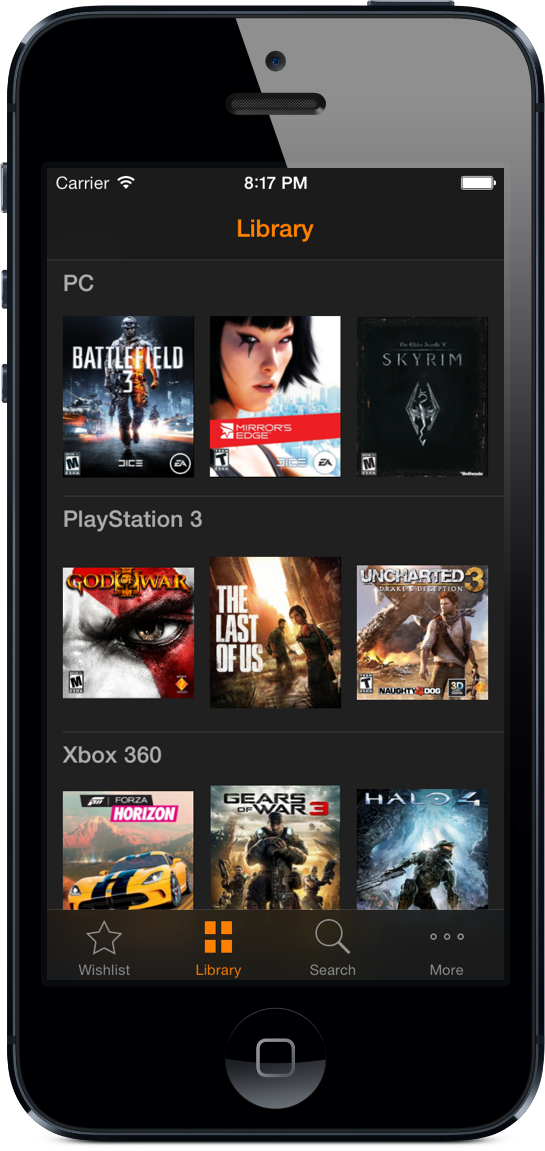 Carrier 8:17 PM
Library
PC
BATTLEFIELD
3
DICE EA
MIRROR'S
EDGE
DICE EA
The Elder Scrolls V
SKYRIM
Bethesda
PlayStation 3
GOD OF WAR
III
THE
LAST
OF US
UNCHARTED 3
DRAKE'S DECEPTION
NAUGHTY DOG 3D
Xbox 360
FORZA
HORIZON
GEARS
OF WAR 3
HALO 4
Wishlist Library Search More